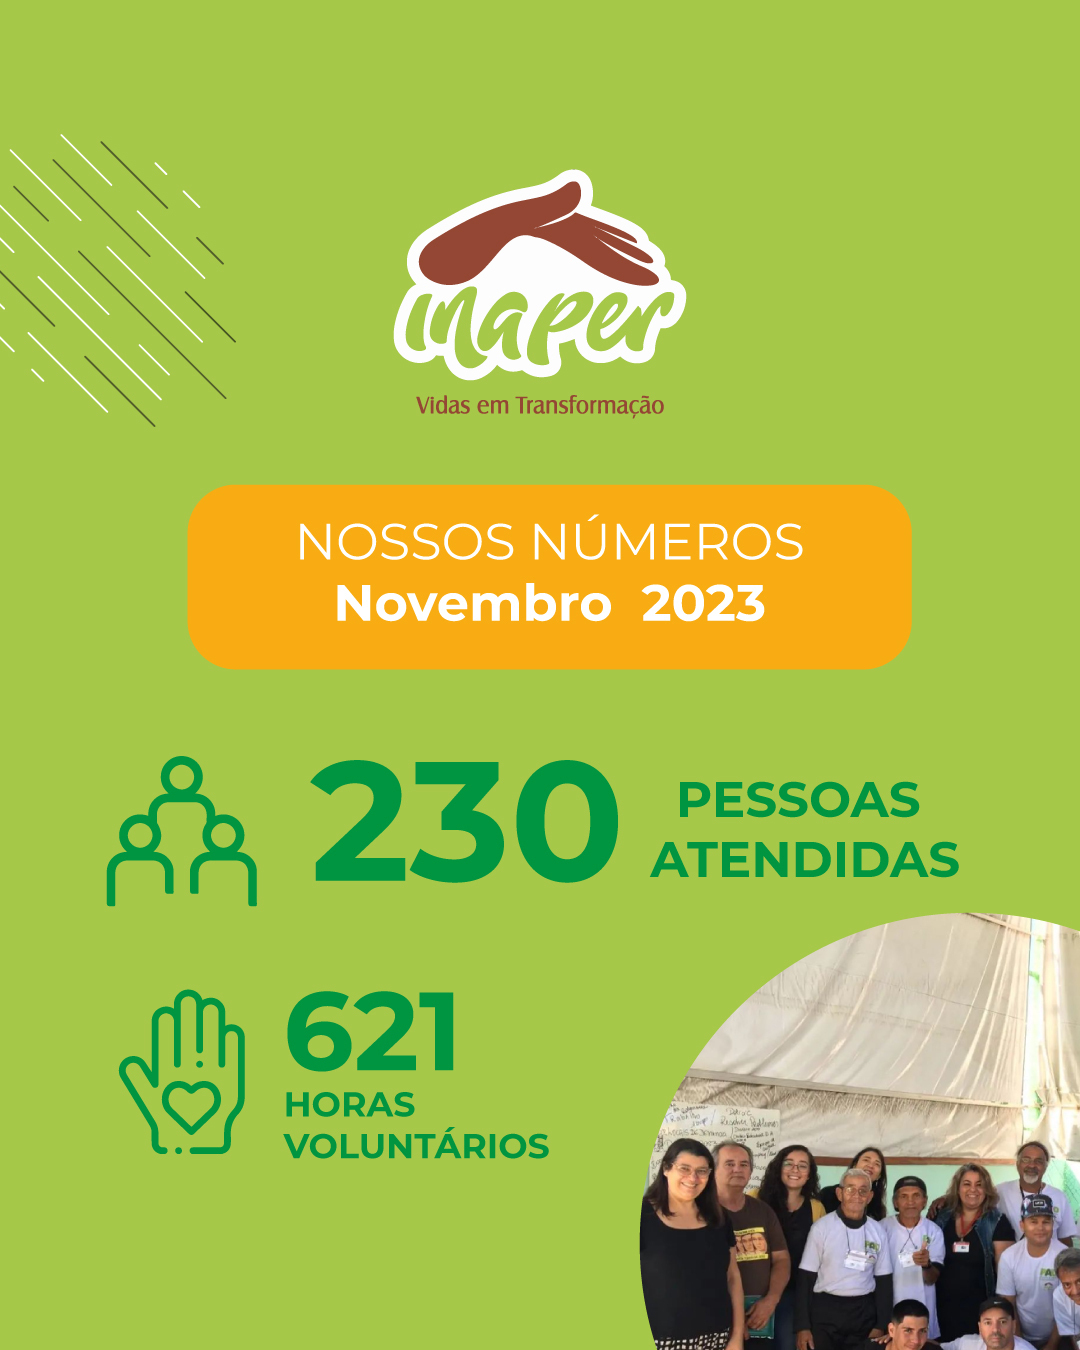 inaper
Vidas em Transformação
NOSSOS NÚMEROS
Novembro 2023
230
PESSOAS
ATENDIDAS
621
HORAS
VOLUNTÁRIOS